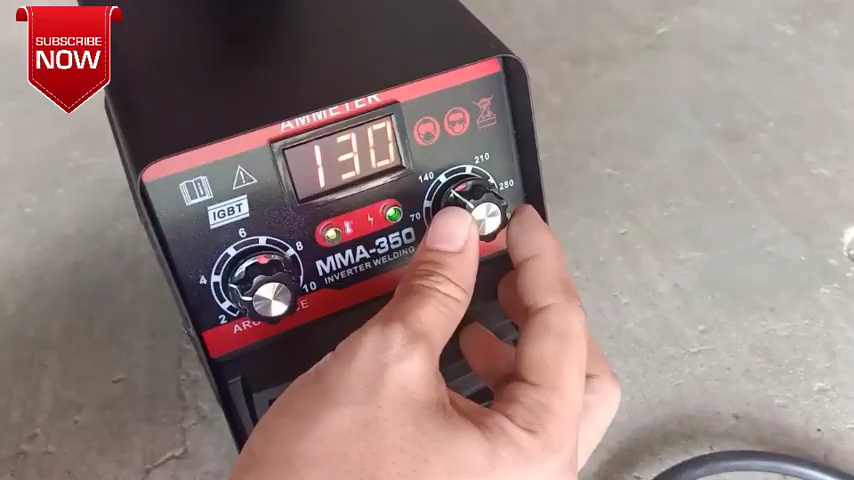 SUBSCRIBE
NOW
AMMETER
130
IGBT
MMA-350
INVERTER WELDING
2
4
6
8
10
70
140
210
280